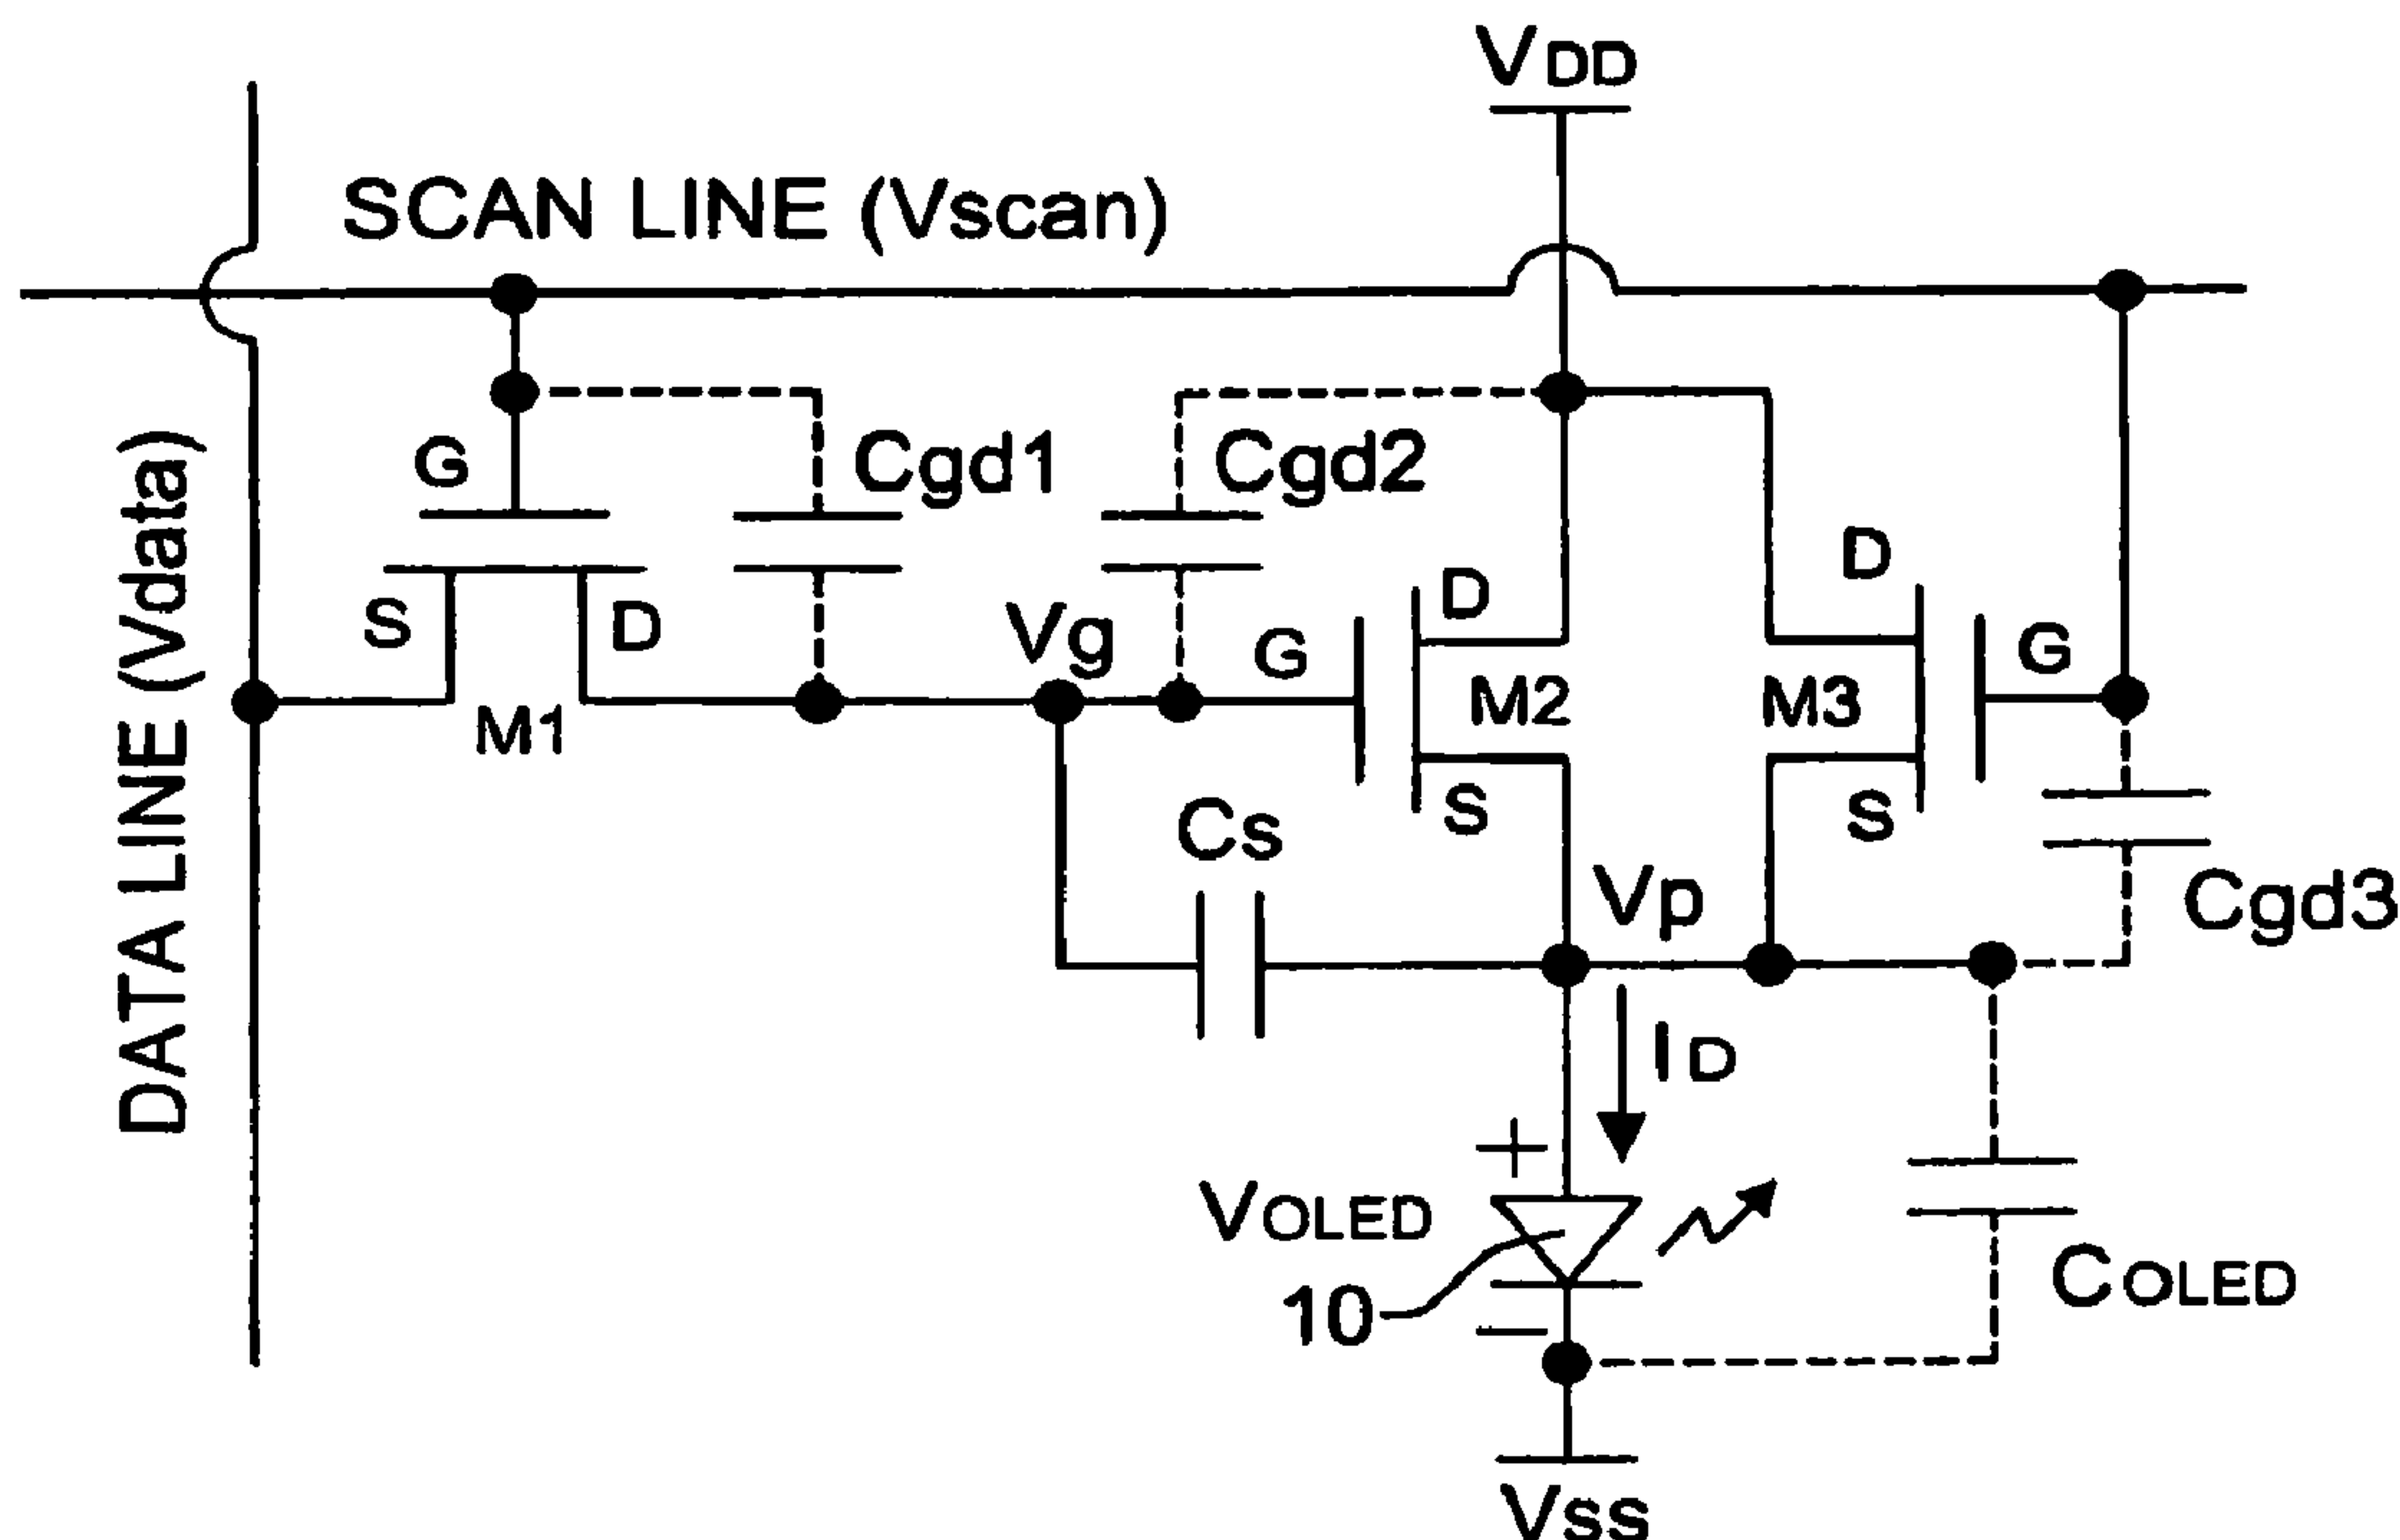 VDD
SCAN LINE (Vscan)
DATA LINE (Vdata)
G
Cgd1
Cgd2
S
D
M1
Vg
G
D
M2
S
D
M3
G
S
Cs
Vp
Cgd3
ID
+
VOLED
10
−
COLED
Vss